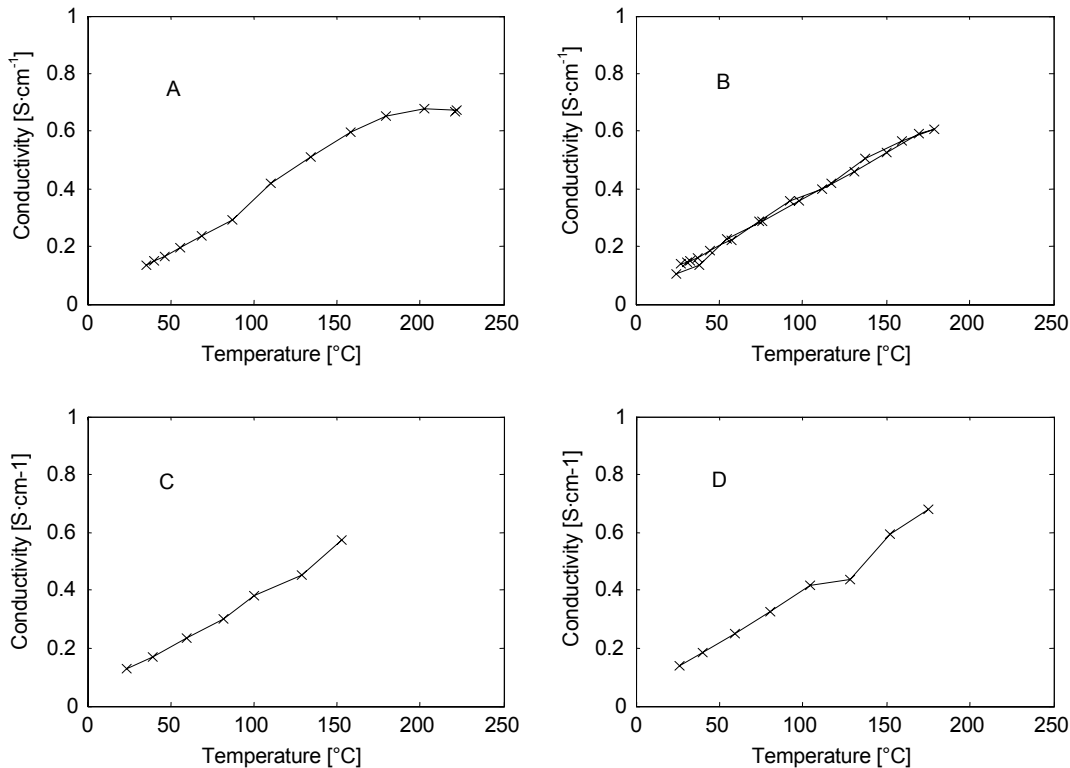 1
0.8
0.6
0.4
0.2
0
A
Conductivity [S·cm⁻¹]
0 50 100 150 200 250
Temperature [°C]
1
0.8
0.6
0.4
0.2
0
B
Conductivity [S·cm⁻¹]
0 50 100 150 200 250
Temperature [°C]
1
0.8
0.6
0.4
0.2
0
C
Conductivity [S·cm-1]
0 50 100 150 200 250
Temperature [°C]
1
0.8
0.6
0.4
0.2
0
D
Conductivity [S·cm-1]
0 50 100 150 200 250
Temperature [°C]